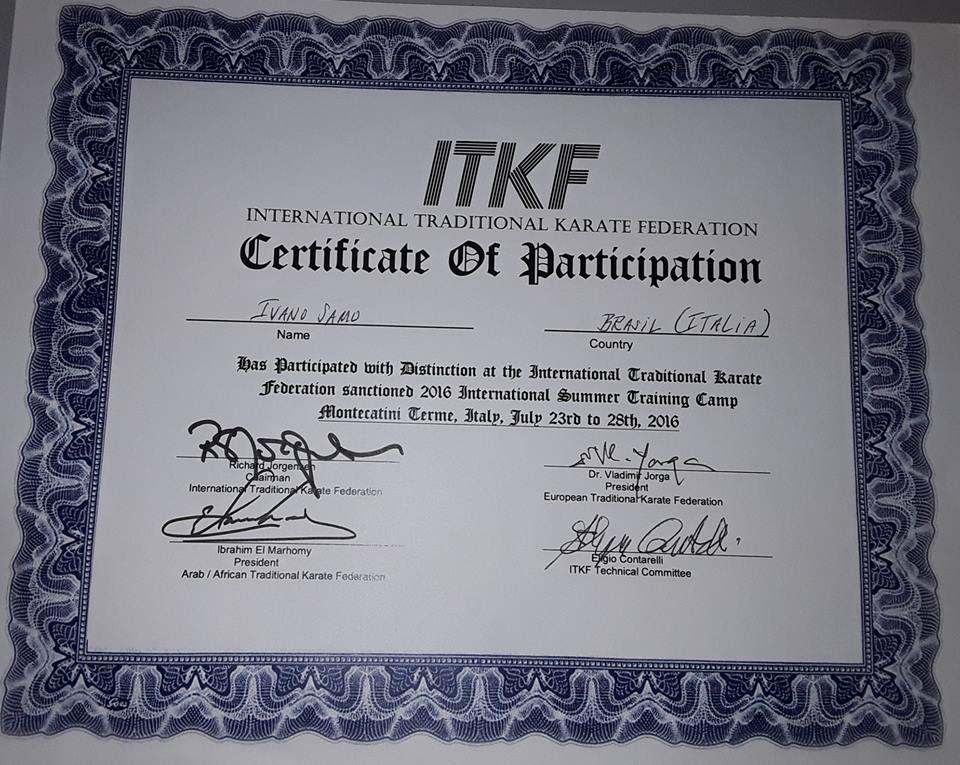 ITKF
INTERNATIONAL TRADITIONAL KARATE FEDERATION
Certificate Of Participation
IVANO SAMO BRASIL (ITALIA)
Name Country
Has Participated with Distinction at the International Traditional Karate
Federation sanctioned 2016 International Summer Training Camp
Montecatini Terme, Italy, July 23rd to 28th, 2016
Richard Jorgensen
Chairman
International Traditional Karate Federation
Dr. Vladimir Jorga
President
European Traditional Karate Federation
Ibrahim El Marhomy
President
Arab / African Traditional Karate Federation
Eligio Contarelli
ITKF Technical Committee